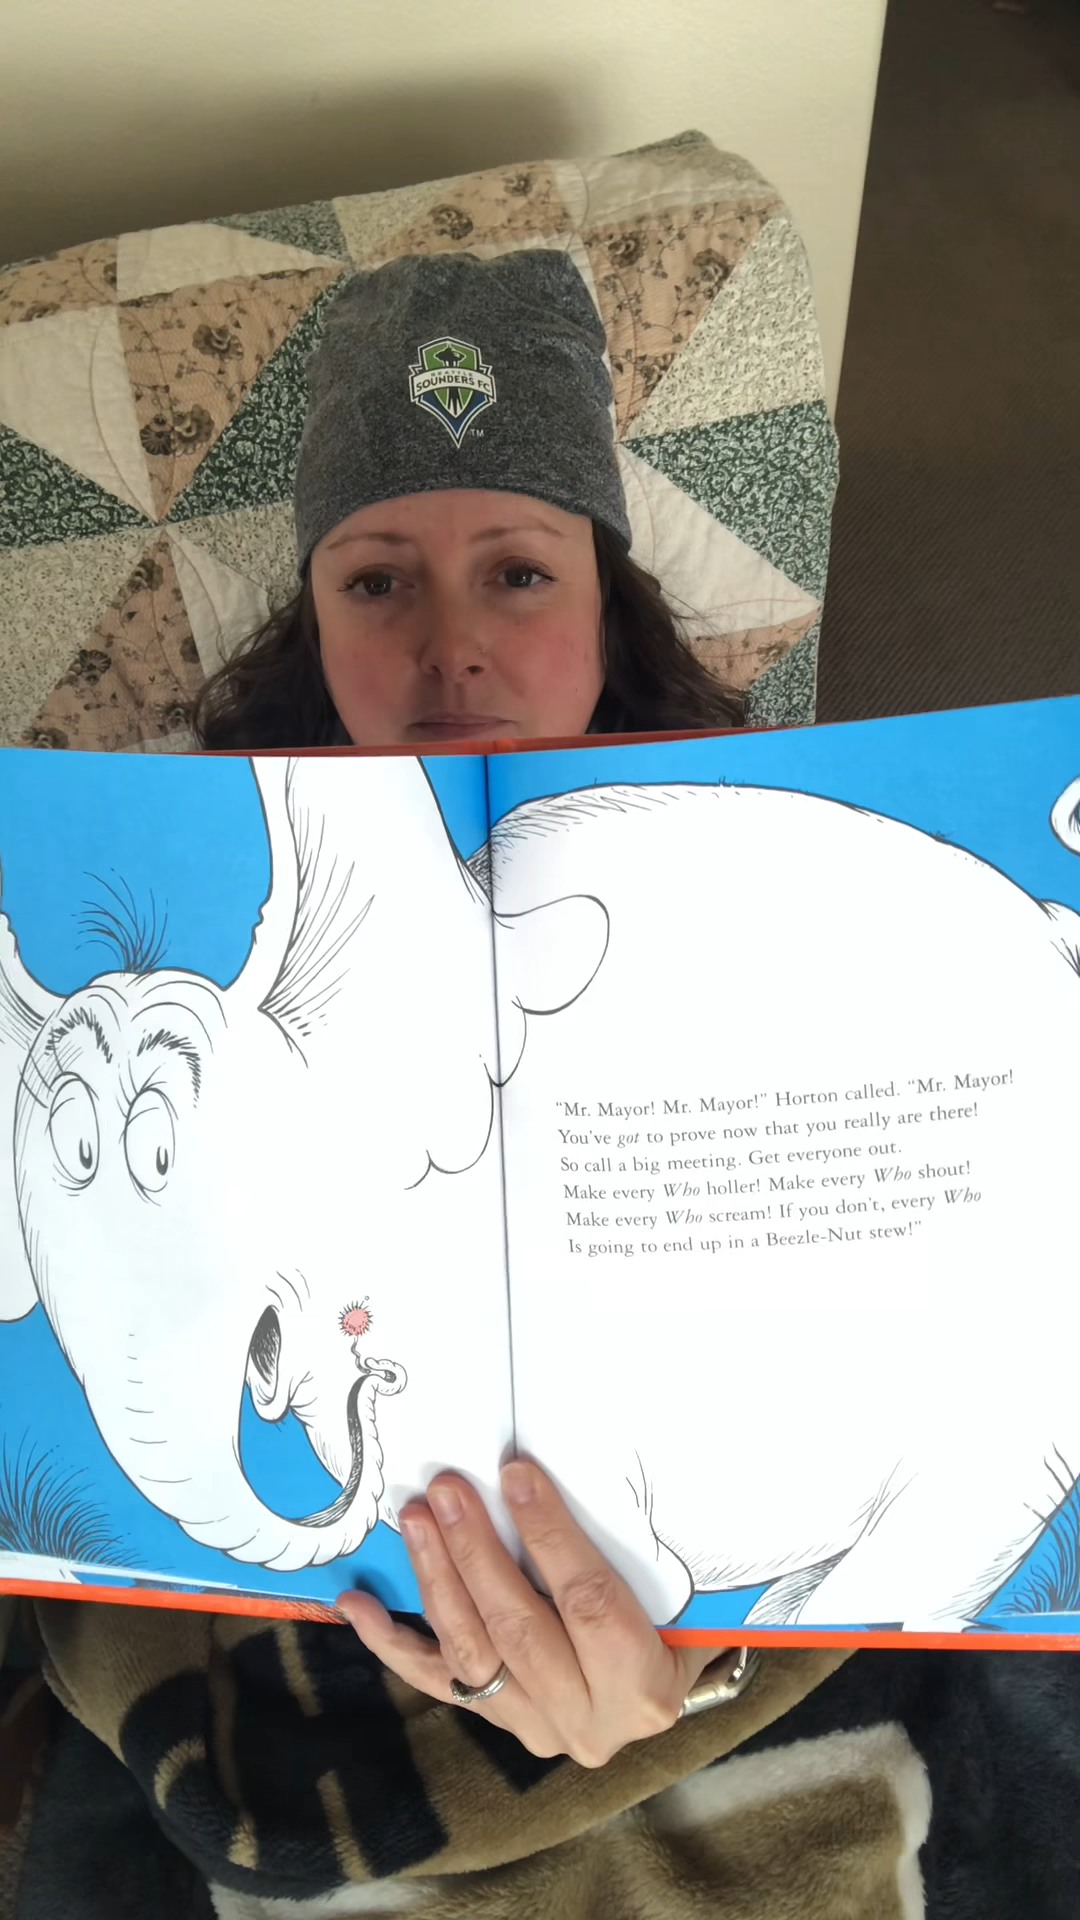 SEATTLE
SOUNDERS FC
TM
“Mr. Mayor! Mr. Mayor!” Horton called. “Mr. Mayor!
You’ve got to prove now that you really are there!
So call a big meeting. Get everyone out.
Make every Who holler! Make every Who shout!
Make every Who scream! If you don’t, every Who
Is going to end up in a Beezle-Nut stew!”